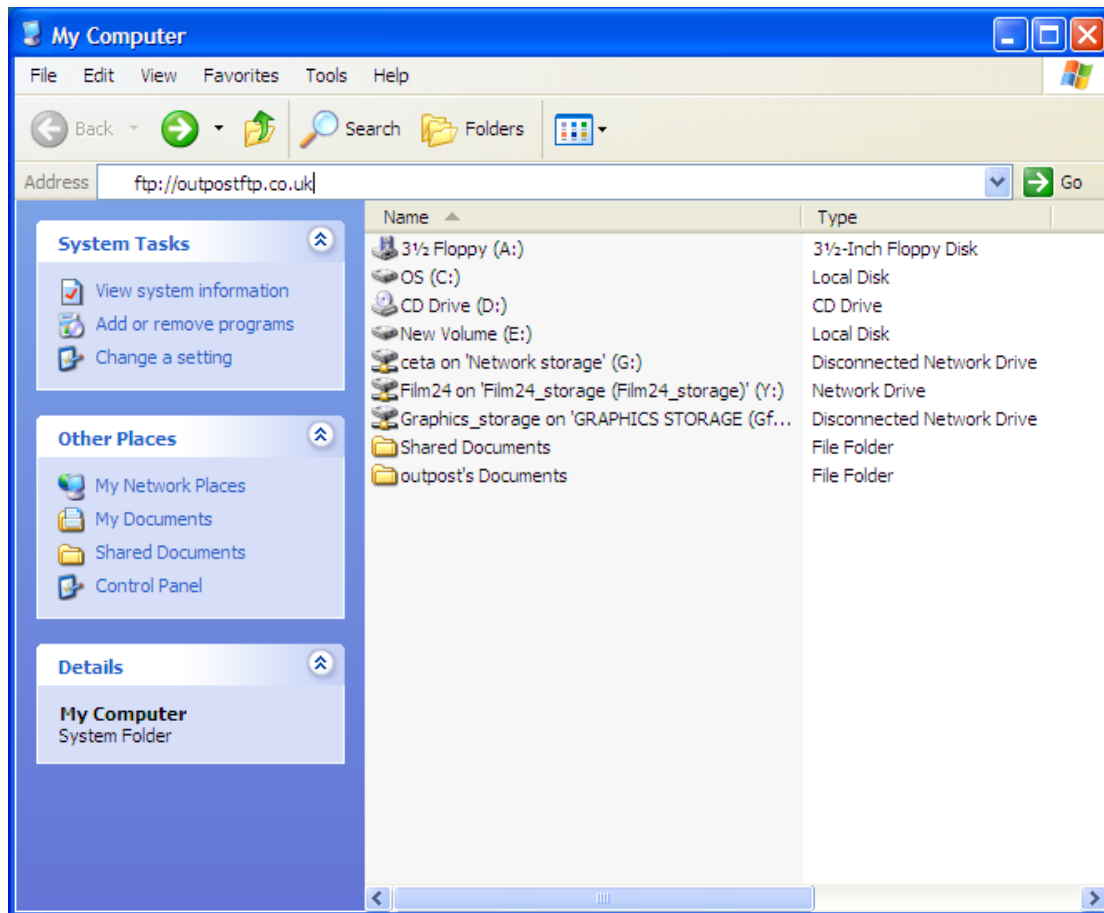 My Computer
File Edit View Favorites Tools Help
Back Search Folders
Address ftp://outpostftp.co.uk Go
System Tasks
View system information
Add or remove programs
Change a setting
Other Places
My Network Places
My Documents
Shared Documents
Control Panel
Details
My Computer
System Folder
Name Type
3½ Floppy (A:) 3½-Inch Floppy Disk
OS (C:) Local Disk
CD Drive (D:) CD Drive
New Volume (E:) Local Disk
ceta on 'Network storage' (G:) Disconnected Network Drive
Film24 on 'Film24_storage (Film24_storage)' (Y:) Network Drive
Graphics_storage on 'GRAPHICS STORAGE (Gf... Disconnected Network Drive
Shared Documents File Folder
outpost's Documents File Folder